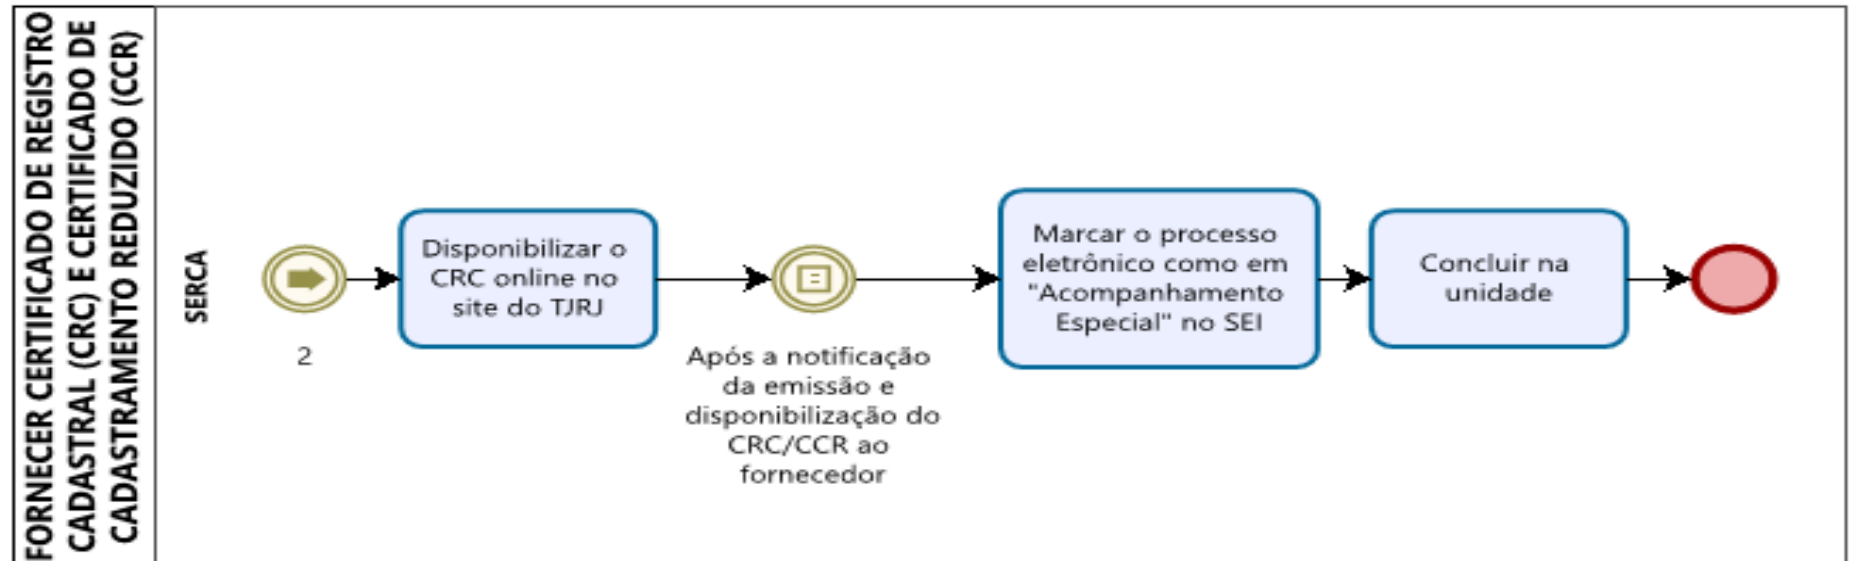 FORNECER CERTIFICADO DE REGISTRO
CADASTRAL (CRC) E CERTIFICADO DE
CADASTRAMENTO REDUZIDO (CCR)
SERCA
2
Disponibilizar o
CRC online no
site do TJRJ
Após a notificação
da emissão e
disponibilização do
CRC/CCR ao
fornecedor
Marcar o processo
eletrônico como em
"Acompanhamento
Especial" no SEI
Concluir na
unidade